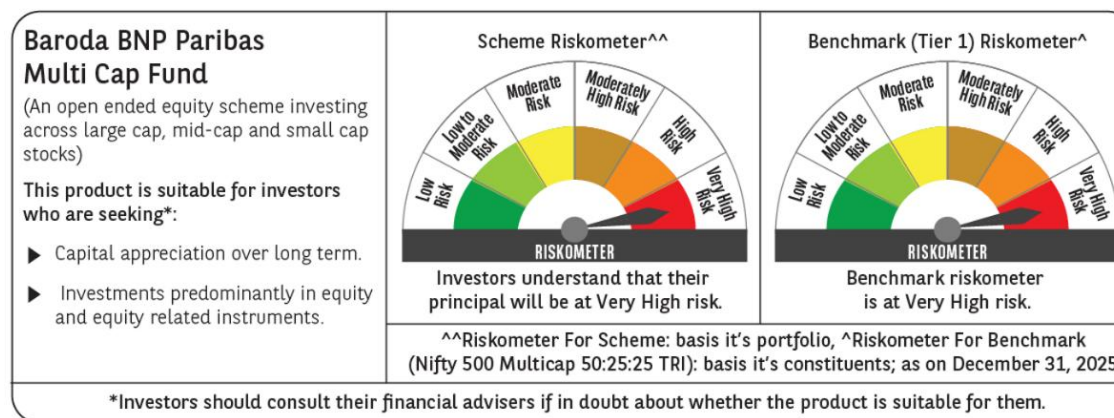 Baroda BNP Paribas
Multi Cap Fund
(An open ended equity scheme investing
across large cap, mid-cap and small cap
stocks)
This product is suitable for investors
who are seeking*:
Capital appreciation over long term.
Investments predominantly in equity
and equity related instruments.
Scheme Riskometer^^
Low
Risk
Low to
Moderate
Risk
Moderate
Risk
Moderately
High Risk
High
Risk
Very High
Risk
RISKOMETER
Investors understand that their
principal will be at Very High risk.
Benchmark (Tier 1) Riskometer^
Low
Risk
Low to
Moderate
Risk
Moderate
Risk
Moderately
High Risk
High
Risk
Very High
Risk
RISKOMETER
Benchmark riskometer
is at Very High risk.
^^Riskometer For Scheme: basis it's portfolio, ^Riskometer For Benchmark
(Nifty 500 Multicap 50:25:25 TRI): basis it's constituents; as on December 31, 2025
*Investors should consult their financial advisers if in doubt about whether the product is suitable for them.